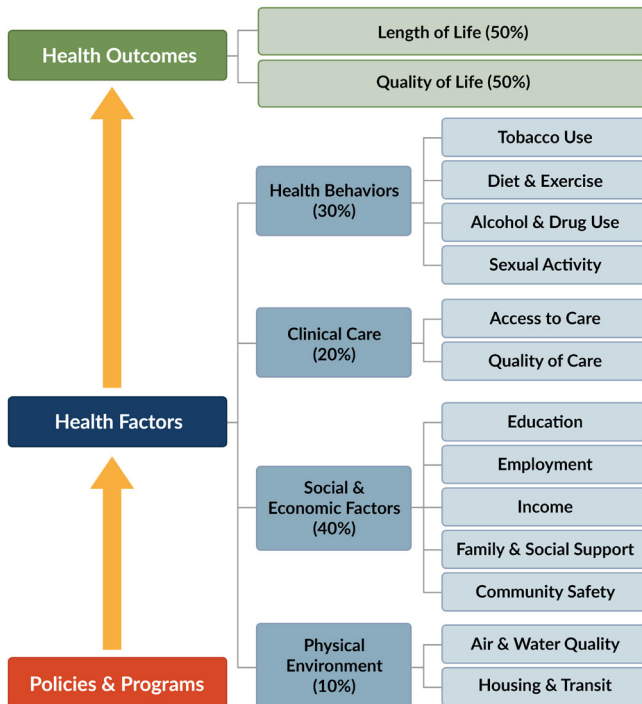 Health Outcomes
Length of Life (50%)
Quality of Life (50%)
Health Factors
Health Behaviors
(30%)
Tobacco Use
Diet & Exercise
Alcohol & Drug Use
Sexual Activity
Clinical Care
(20%)
Access to Care
Quality of Care
Social &
Economic Factors
(40%)
Education
Employment
Income
Family & Social Support
Community Safety
Physical
Environment
(10%)
Air & Water Quality
Housing & Transit
Policies & Programs